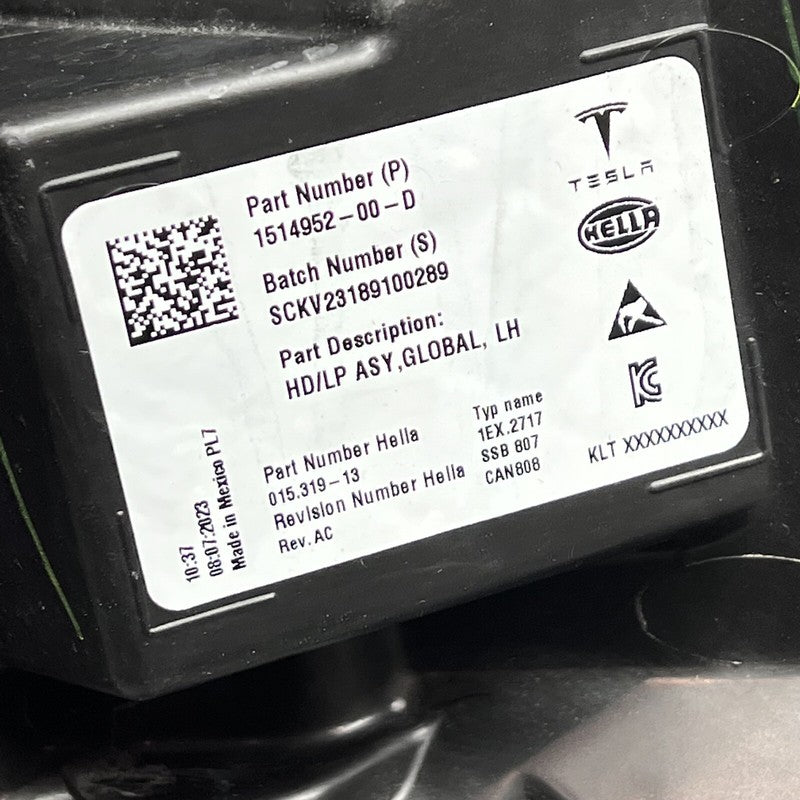 Part Number (P)
1514952-00-D
Batch Number (S)
SCKV23189100289
Part Description:
HD/LP ASY,GLOBAL, LH
Part Number Hella
015.319-13
Revision Number Hella
Rev.AC
Typ name
1EX.2717
SSB 807
CAN808
10:37
08:07:2023
Made in Mexico PL7
TESLA
HELLA
KLT XXXXXXXXXX